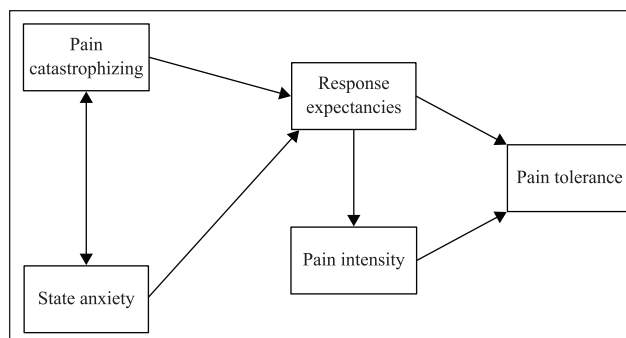 Pain
catastrophizing
Response
expectancies
Pain tolerance
Pain intensity
State anxiety